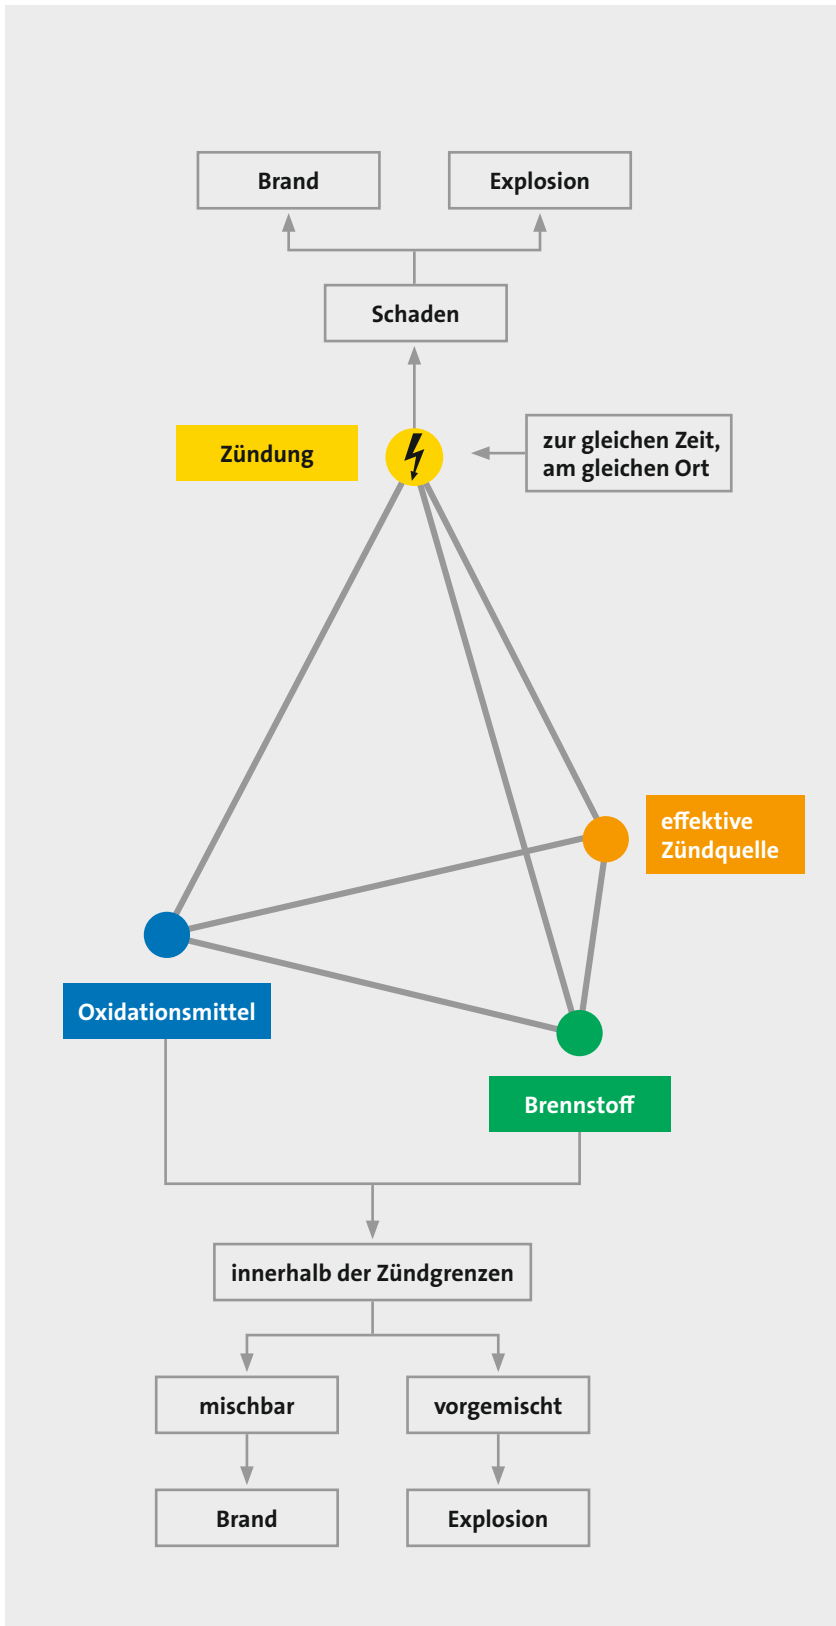 Brand
Explosion
Schaden
Zündung
zur gleichen Zeit,
am gleichen Ort
effektive
Zündquelle
Oxidationsmittel
Brennstoff
innerhalb der Zündgrenzen
mischbar
vorgemischt
Brand
Explosion